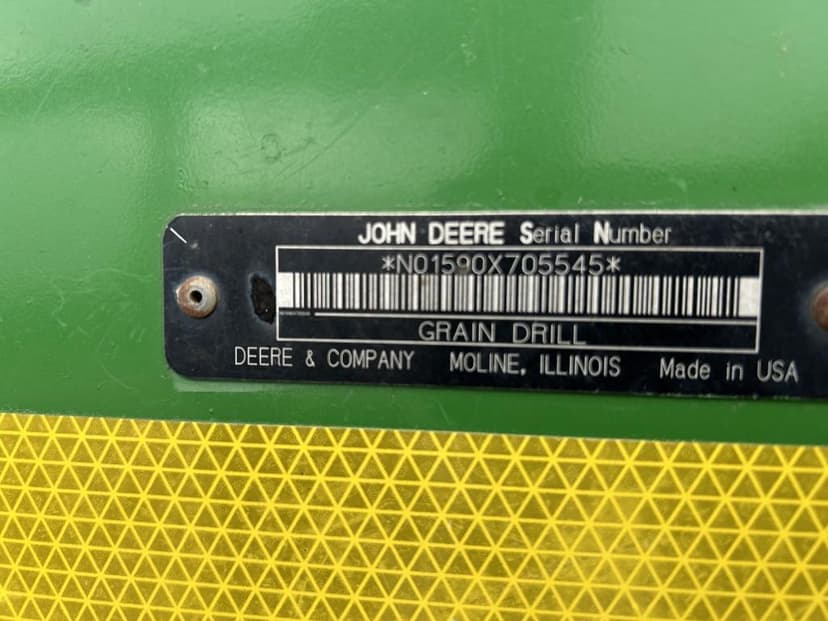 JOHN DEERE Serial Number
*N01590X705545*
GRAIN DRILL
DEERE & COMPANY MOLINE, ILLINOIS Made in USA